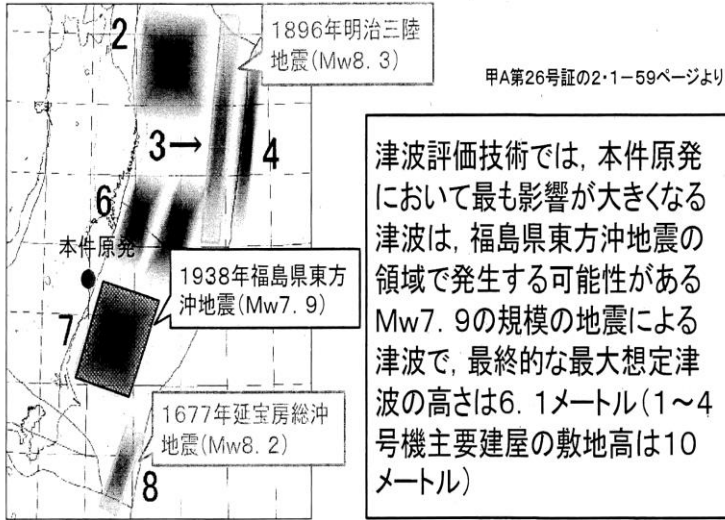 2
1896年明治三陸
地震(Mw8.3)
甲A第26号証の2・1−59ページより
3→
4
6
本件原発
1938年福島県東方
沖地震(Mw7.9)
7
1677年延宝房総沖
地震(Mw8.2)
8
津波評価技術では,本件原発
において最も影響が大きくなる
津波は,福島県東方沖地震の
領域で発生する可能性がある
Mw7.9の規模の地震による
津波で,最終的な最大想定津
波の高さは6.1メートル(1〜4
号機主要建屋の敷地高は10
メートル)